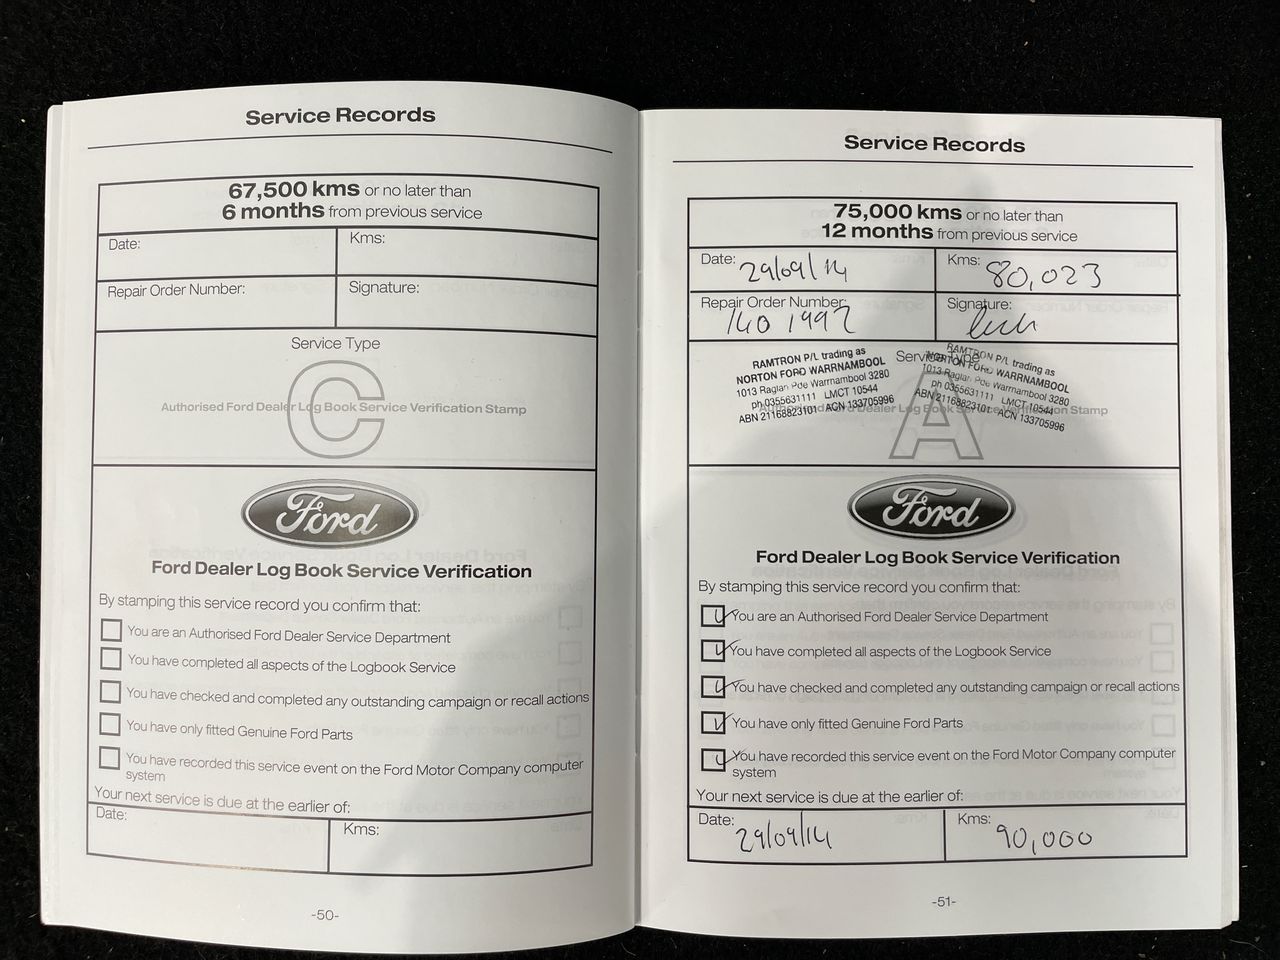 Service Records
67,500 kms or no later than
6 months from previous service
Date:
Kms:
Repair Order Number:
Signature:
Service Type
C
Authorised Ford Dealer Log Book Service Verification Stamp
Ford
Ford Dealer Log Book Service Verification
By stamping this service record you confirm that:
You are an Authorised Ford Dealer Service Department
You have completed all aspects of the Logbook Service
You have checked and completed any outstanding campaign or recall actions
You have only fitted Genuine Ford Parts
You have recorded this service event on the Ford Motor Company computer
system
Your next service is due at the earlier of:
Date:
Kms:
-50-
Service Records
75,000 kms or no later than
12 months from previous service
Date: 29/09/14
Kms: 80,023
Repair Order Number:
1401992
Signature:
Service Type
RAMTRON P/L trading as
NORTON FORD WARRNAMBOOL
1013 Raglan Pde Warrnambool 3280
ph 0355631111 LMCT 10544
ABN 21168823101 ACN 133705996
RAMTRON P/L trading as
NORTON FORD WARRNAMBOOL
1013 Raglan Pde Warrnambool 3280
ph 0355631111 LMCT 10544
ABN 21168823101 ACN 133705996
A
Authorised Ford Dealer Log Book Service Verification Stamp
Ford
Ford Dealer Log Book Service Verification
By stamping this service record you confirm that:
You are an Authorised Ford Dealer Service Department
You have completed all aspects of the Logbook Service
You have checked and completed any outstanding campaign or recall actions
You have only fitted Genuine Ford Parts
You have recorded this service event on the Ford Motor Company computer
system
Your next service is due at the earlier of:
Date: 29/09/14
Kms: 90,000
-51-